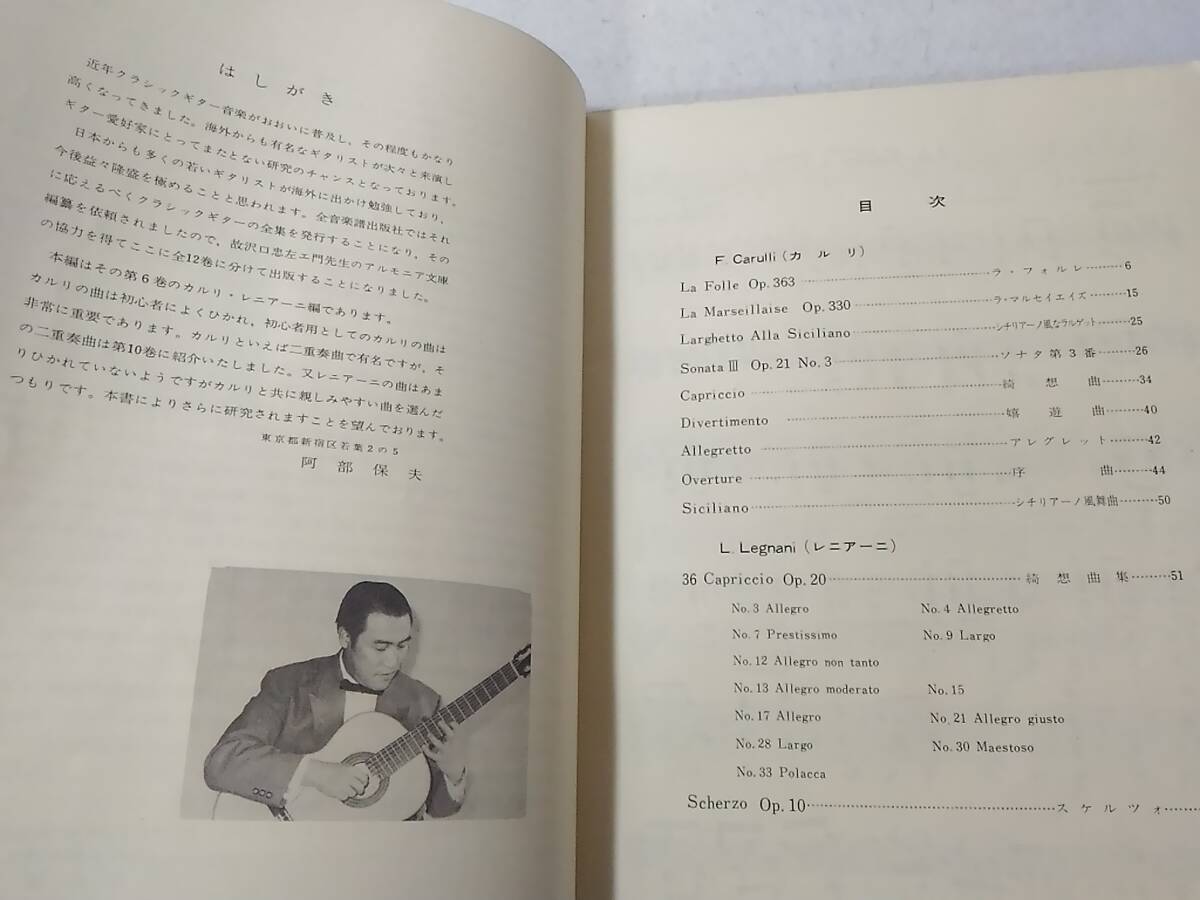 はしがき
近年クラシックギター音楽がおおいに普及し，その程度もかなり
高くなってきました。海外からも有名なギタリストが次々と来演し
ギター愛好家にとってまたとない研究のチャンスとなっております。
日本からも多くの若いギタリストが海外に出かけ勉強しており，
今後益々隆盛を極めることと思われます。全音楽譜出版社ではそれ
に応えるべくクラシックギターの全集を発行することになり，その
編纂を依頼されましたので，故沢口忠左エ門先生のアルモニア文庫
の協力を得てここに全12巻に分けて出版することになりました。
本編はその第6巻のカルリ・レニアーニ編であります。
カルリの曲は初心者によくひかれ，初心者用としてのカルリの曲は
非常に重要であります。カルリといえば二重奏曲で有名ですが，そ
の二重奏曲は第10巻に紹介いたしました。又レニアーニの曲はあま
りひかれていないようですがカルリと共に親しみやすい曲を選んだ
つもりです。本書によりさらに研究されますことを望んでおります。
東京都新宿区若葉2の5
阿部保夫
目次
F. Carulli（カルリ）
La Folle Op. 363 ラ・フォルレ 6
La Marseillaise Op. 330 ラ・マルセイエイズ 15
Larghetto Alla Siciliano シチリアーノ風なラルゲット 25
Sonata III Op. 21 No. 3 ソナタ第3番 26
Capriccio 綺想曲 34
Divertimento 嬉遊曲 40
Allegretto アレグレット 42
Overture 序曲 44
Siciliano シチリアーノ風舞曲 50
L. Legnani（レニアーニ）
36 Capriccio Op. 20 綺想曲集 51
No. 3 Allegro No. 4 Allegretto
No. 7 Prestissimo No. 9 Largo
No. 12 Allegro non tanto
No. 13 Allegro moderato No. 15
No. 17 Allegro No. 21 Allegro giusto
No. 28 Largo No. 30 Maestoso
No. 33 Polacca
Scherzo Op. 10 スケルツォ